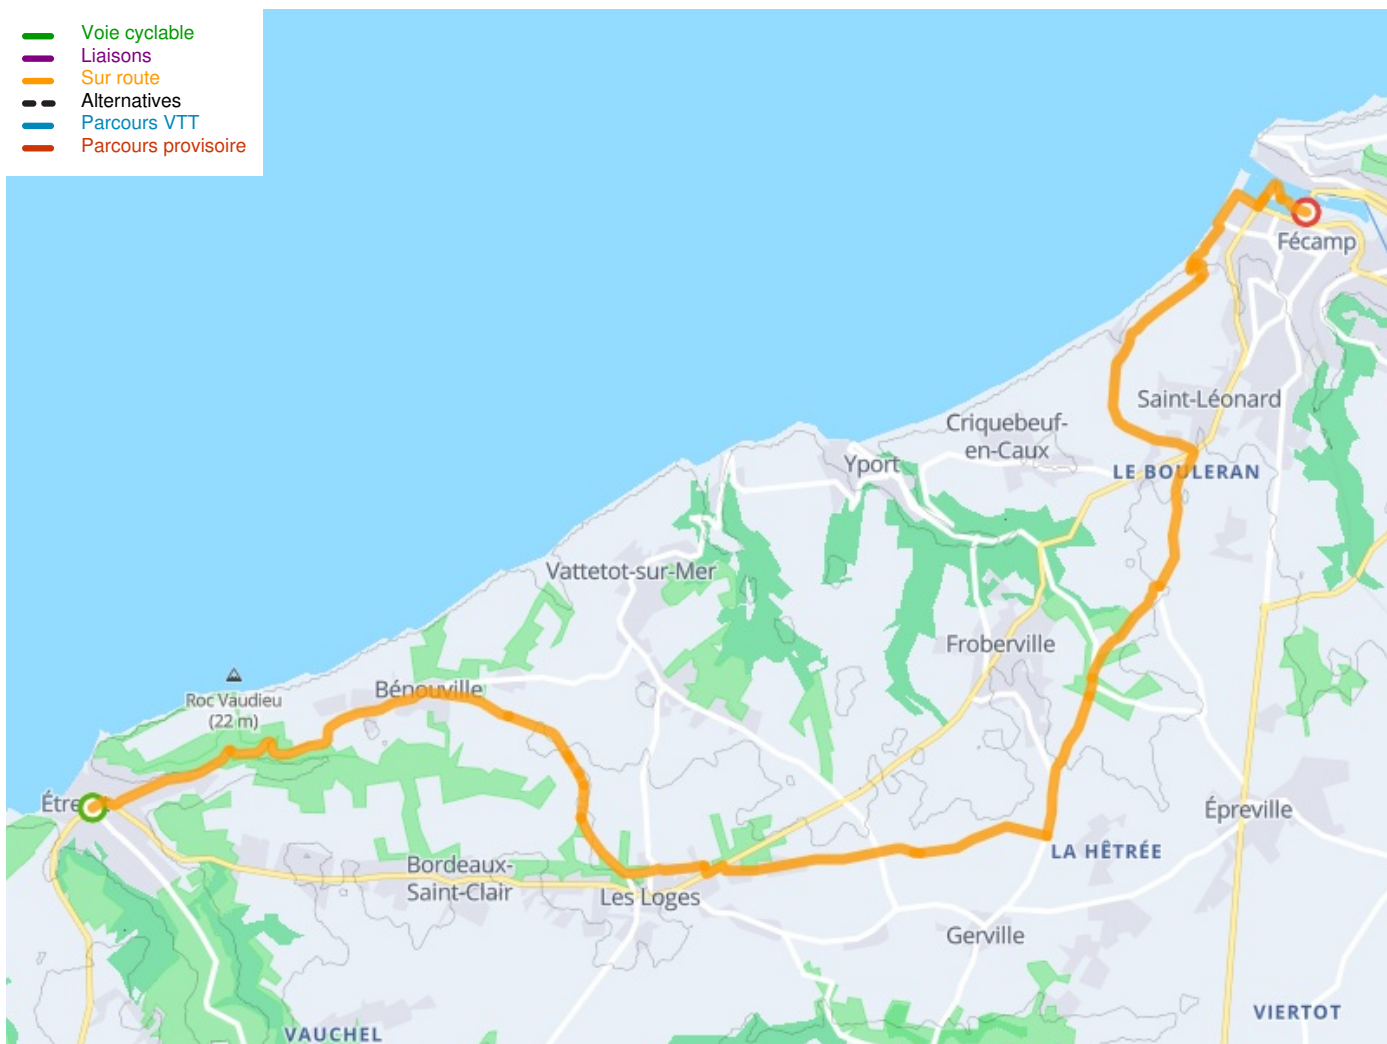 Voie cyclable
Liaisons
Sur route
Alternatives
Parcours VTT
Parcours provisoire
Fécamp
Saint-Léonard
Criquebeuf-
en-Caux
Yport
LE BOULERAN
Vattetot-sur-Mer
Froberville
Roc Vaudieu
(22 m)
Bénouville
Épreville
LA HÊTRÉE
Bordeaux-
Saint-Clair
Les Loges
Gerville
VIERTOT
VAUCHEL